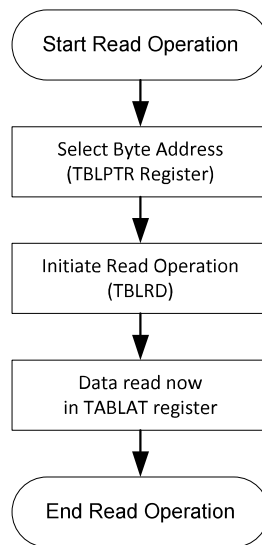 Start Read Operation
Select Byte Address
(TBLPTR Register)
Initiate Read Operation
(TBLRD)
Data read now
in TABLAT register
End Read Operation